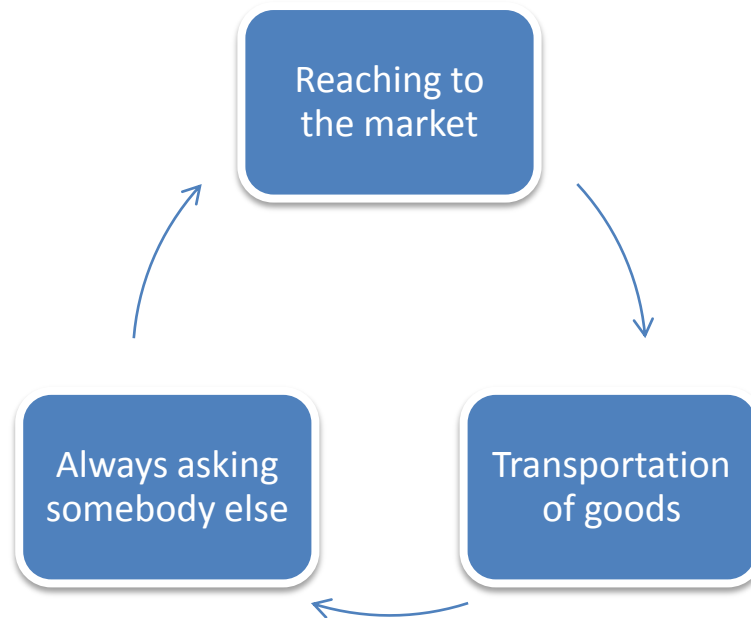 Reaching to
the market
Transportation
of goods
Always asking
somebody else